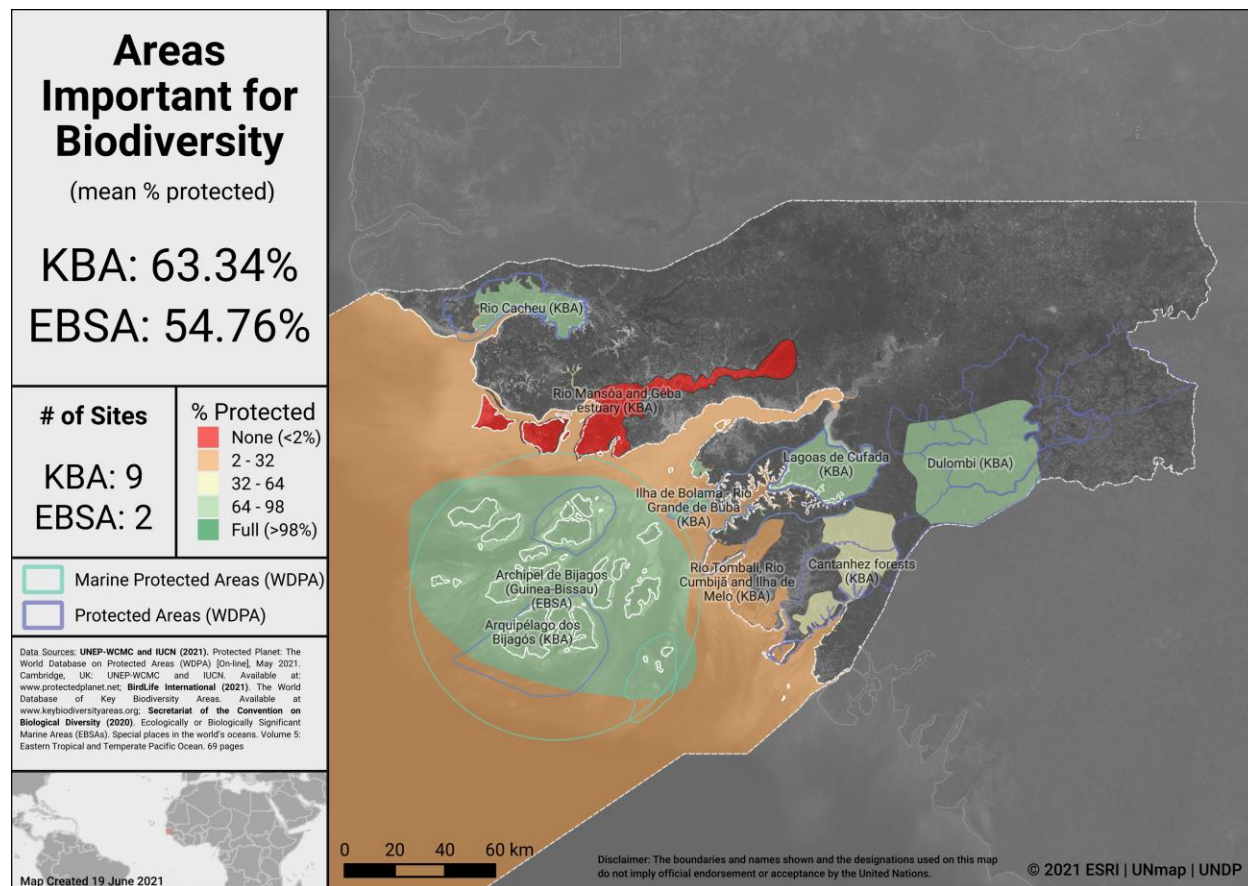 Areas
Important for
Biodiversity
(mean % protected)
KBA: 63.34%
EBSA: 54.76%
# of Sites
KBA: 9
EBSA: 2
% Protected
None (<2%)
2 - 32
32 - 64
64 - 98
Full (>98%)
Marine Protected Areas (WDPA)
Protected Areas (WDPA)
Data Sources: UNEP-WCMC and IUCN (2021). Protected Planet: The
World Database on Protected Areas (WDPA) [On-line], May 2021.
Cambridge, UK: UNEP-WCMC and IUCN. Available at:
www.protectedplanet.net; BirdLife International (2021). The World
Database of Key Biodiversity Areas. Available at
www.keybiodiversityareas.org; Secretariat of the Convention on
Biological Diversity (2020). Ecologically or Biologically Significant
Marine Areas (EBSAs). Special places in the world's oceans. Volume 5:
Eastern Tropical and Temperate Pacific Ocean. 69 pages
Map Created 19 June 2021
Rio Cacheu (KBA)
Rio Mansôa and Gêba
estuary (KBA)
Lagoas de Cufada
(KBA)
Dulombi (KBA)
Ilha de Bolama - Rio
Grande de Buba
(KBA)
Archipel de Bijagos
(Guinea-Bissau)
(EBSA)
Rio Tombali, Rio
Cumbijã and Ilha de
Melo (KBA)
Cantanhez forests
(KBA)
Arquipélago dos
Bijagós (KBA)
0 20 40 60 km
Disclaimer: The boundaries and names shown and the designations used on this map
do not imply official endorsement or acceptance by the United Nations.
© 2021 ESRI | UNmap | UNDP